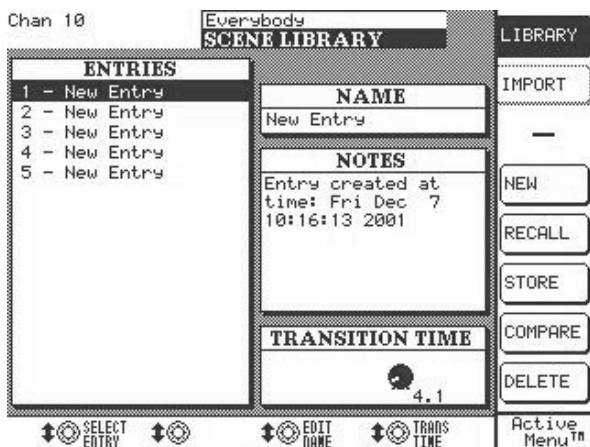 Chan 10
Everybody
SCENE LIBRARY
LIBRARY
ENTRIES
1 - New Entry
2 - New Entry
3 - New Entry
4 - New Entry
5 - New Entry
NAME
New Entry
NOTES
Entry created at
time: Fri Dec 7
10:16:13 2001
TRANSITION TIME
4.1
IMPORT
NEW
RECALL
STORE
COMPARE
DELETE
SELECT
ENTRY
EDIT
NAME
TRANS
TIME
Active
Menu™